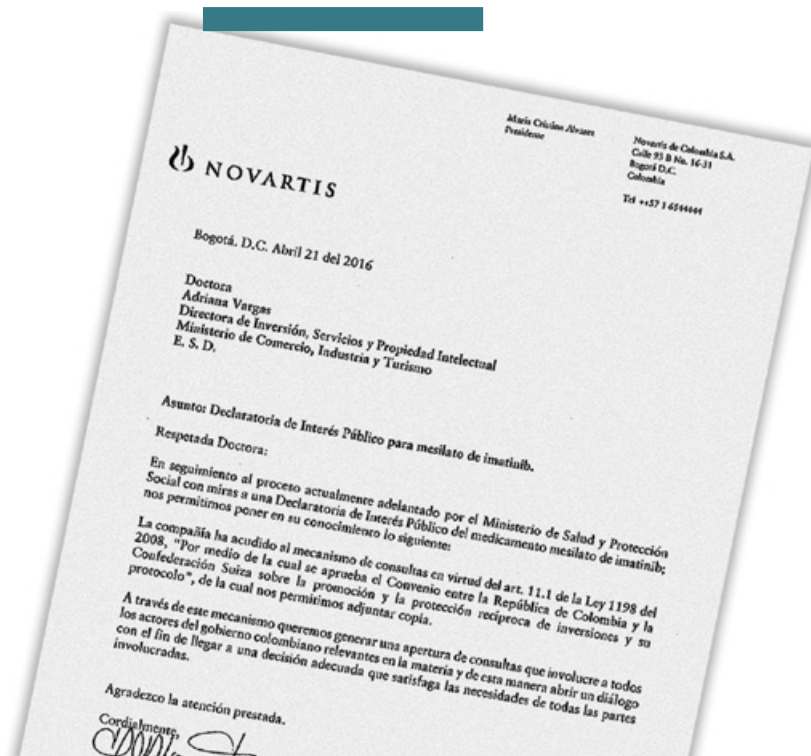 María Cristina Alvarez
Presidente
Novartis de Colombia S.A.
Calle 93 B No. 16-31
Bogotá D.C.
Colombia
Tel ++57 1 6544444
NOVARTIS
Bogotá. D.C. Abril 21 del 2016
Doctora
Adriana Vargas
Directora de Inversión, Servicios y Propiedad Intelectual
Ministerio de Comercio, Industria y Turismo
E. S. D.
Asunto: Declaratoria de Interés Público para mesilato de imatinib.
Respetada Doctora:
En seguimiento al proceso actualmente adelantado por el Ministerio de Salud y Protección
Social con miras a una Declaratoria de Interés Público del medicamento mesilato de imatinib;
nos permitimos poner en su conocimiento lo siguiente:
La compañía ha acudido al mecanismo de consultas en virtud del art. 11.1 de la Ley 1198 del
2008, "Por medio de la cual se aprueba el Convenio entre la República de Colombia y la
Confederación Suiza sobre la promoción y la protección recíproca de inversiones y su
protocolo", de la cual nos permitimos adjuntar copia.
A través de este mecanismo queremos generar una apertura de consultas que involucre a todos
los actores del gobierno colombiano relevantes en la materia y de esta manera abrir un diálogo
con el fin de llegar a una decisión adecuada que satisfaga las necesidades de todas las partes
involucradas.
Agradezco la atención prestada.
Cordialmente,